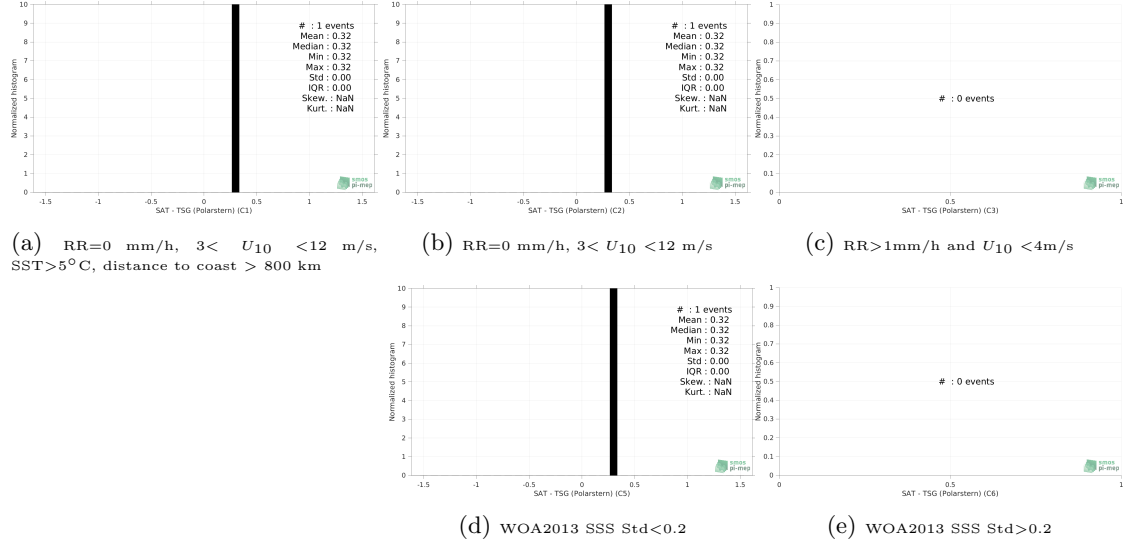 10
9
8
7
6
5
4
3
2
1
0
Normalized histogram
# : 1 events
Mean : 0.32
Median : 0.32
Min : 0.32
Max : 0.32
Std : 0.00
IQR : 0.00
Skew. : NaN
Kurt. : NaN
smos
pi-mep
-1.5 -1 -0.5 0 0.5 1 1.5
SAT - TSG (Polarstern) (C1)
(a) RR=0 mm/h, 3< U10 <12 m/s,
SST>5°C, distance to coast > 800 km
10
9
8
7
6
5
4
3
2
1
0
Normalized histogram
# : 1 events
Mean : 0.32
Median : 0.32
Min : 0.32
Max : 0.32
Std : 0.00
IQR : 0.00
Skew. : NaN
Kurt. : NaN
smos
pi-mep
-1.5 -1 -0.5 0 0.5 1 1.5
SAT - TSG (Polarstern) (C2)
(b) RR=0 mm/h, 3< U10 <12 m/s
1
0.9
0.8
0.7
0.6
0.5
0.4
0.3
0.2
0.1
0
Normalized histogram
# : 0 events
smos
pi-mep
0.5 1
SAT - TSG (Polarstern) (C3)
(c) RR>1mm/h and U10 <4m/s
10
9
8
7
6
5
4
3
2
1
0
Normalized histogram
# : 1 events
Mean : 0.32
Median : 0.32
Min : 0.32
Max : 0.32
Std : 0.00
IQR : 0.00
Skew. : NaN
Kurt. : NaN
smos
pi-mep
-1.5 -1 -0.5 0 0.5 1 1.5
SAT - TSG (Polarstern) (C5)
(d) WOA2013 SSS Std<0.2
1
0.9
0.8
0.7
0.6
0.5
0.4
0.3
0.2
0.1
0
Normalized histogram
# : 0 events
smos
pi-mep
0.5 1
SAT - TSG (Polarstern) (C6)
(e) WOA2013 SSS Std>0.2